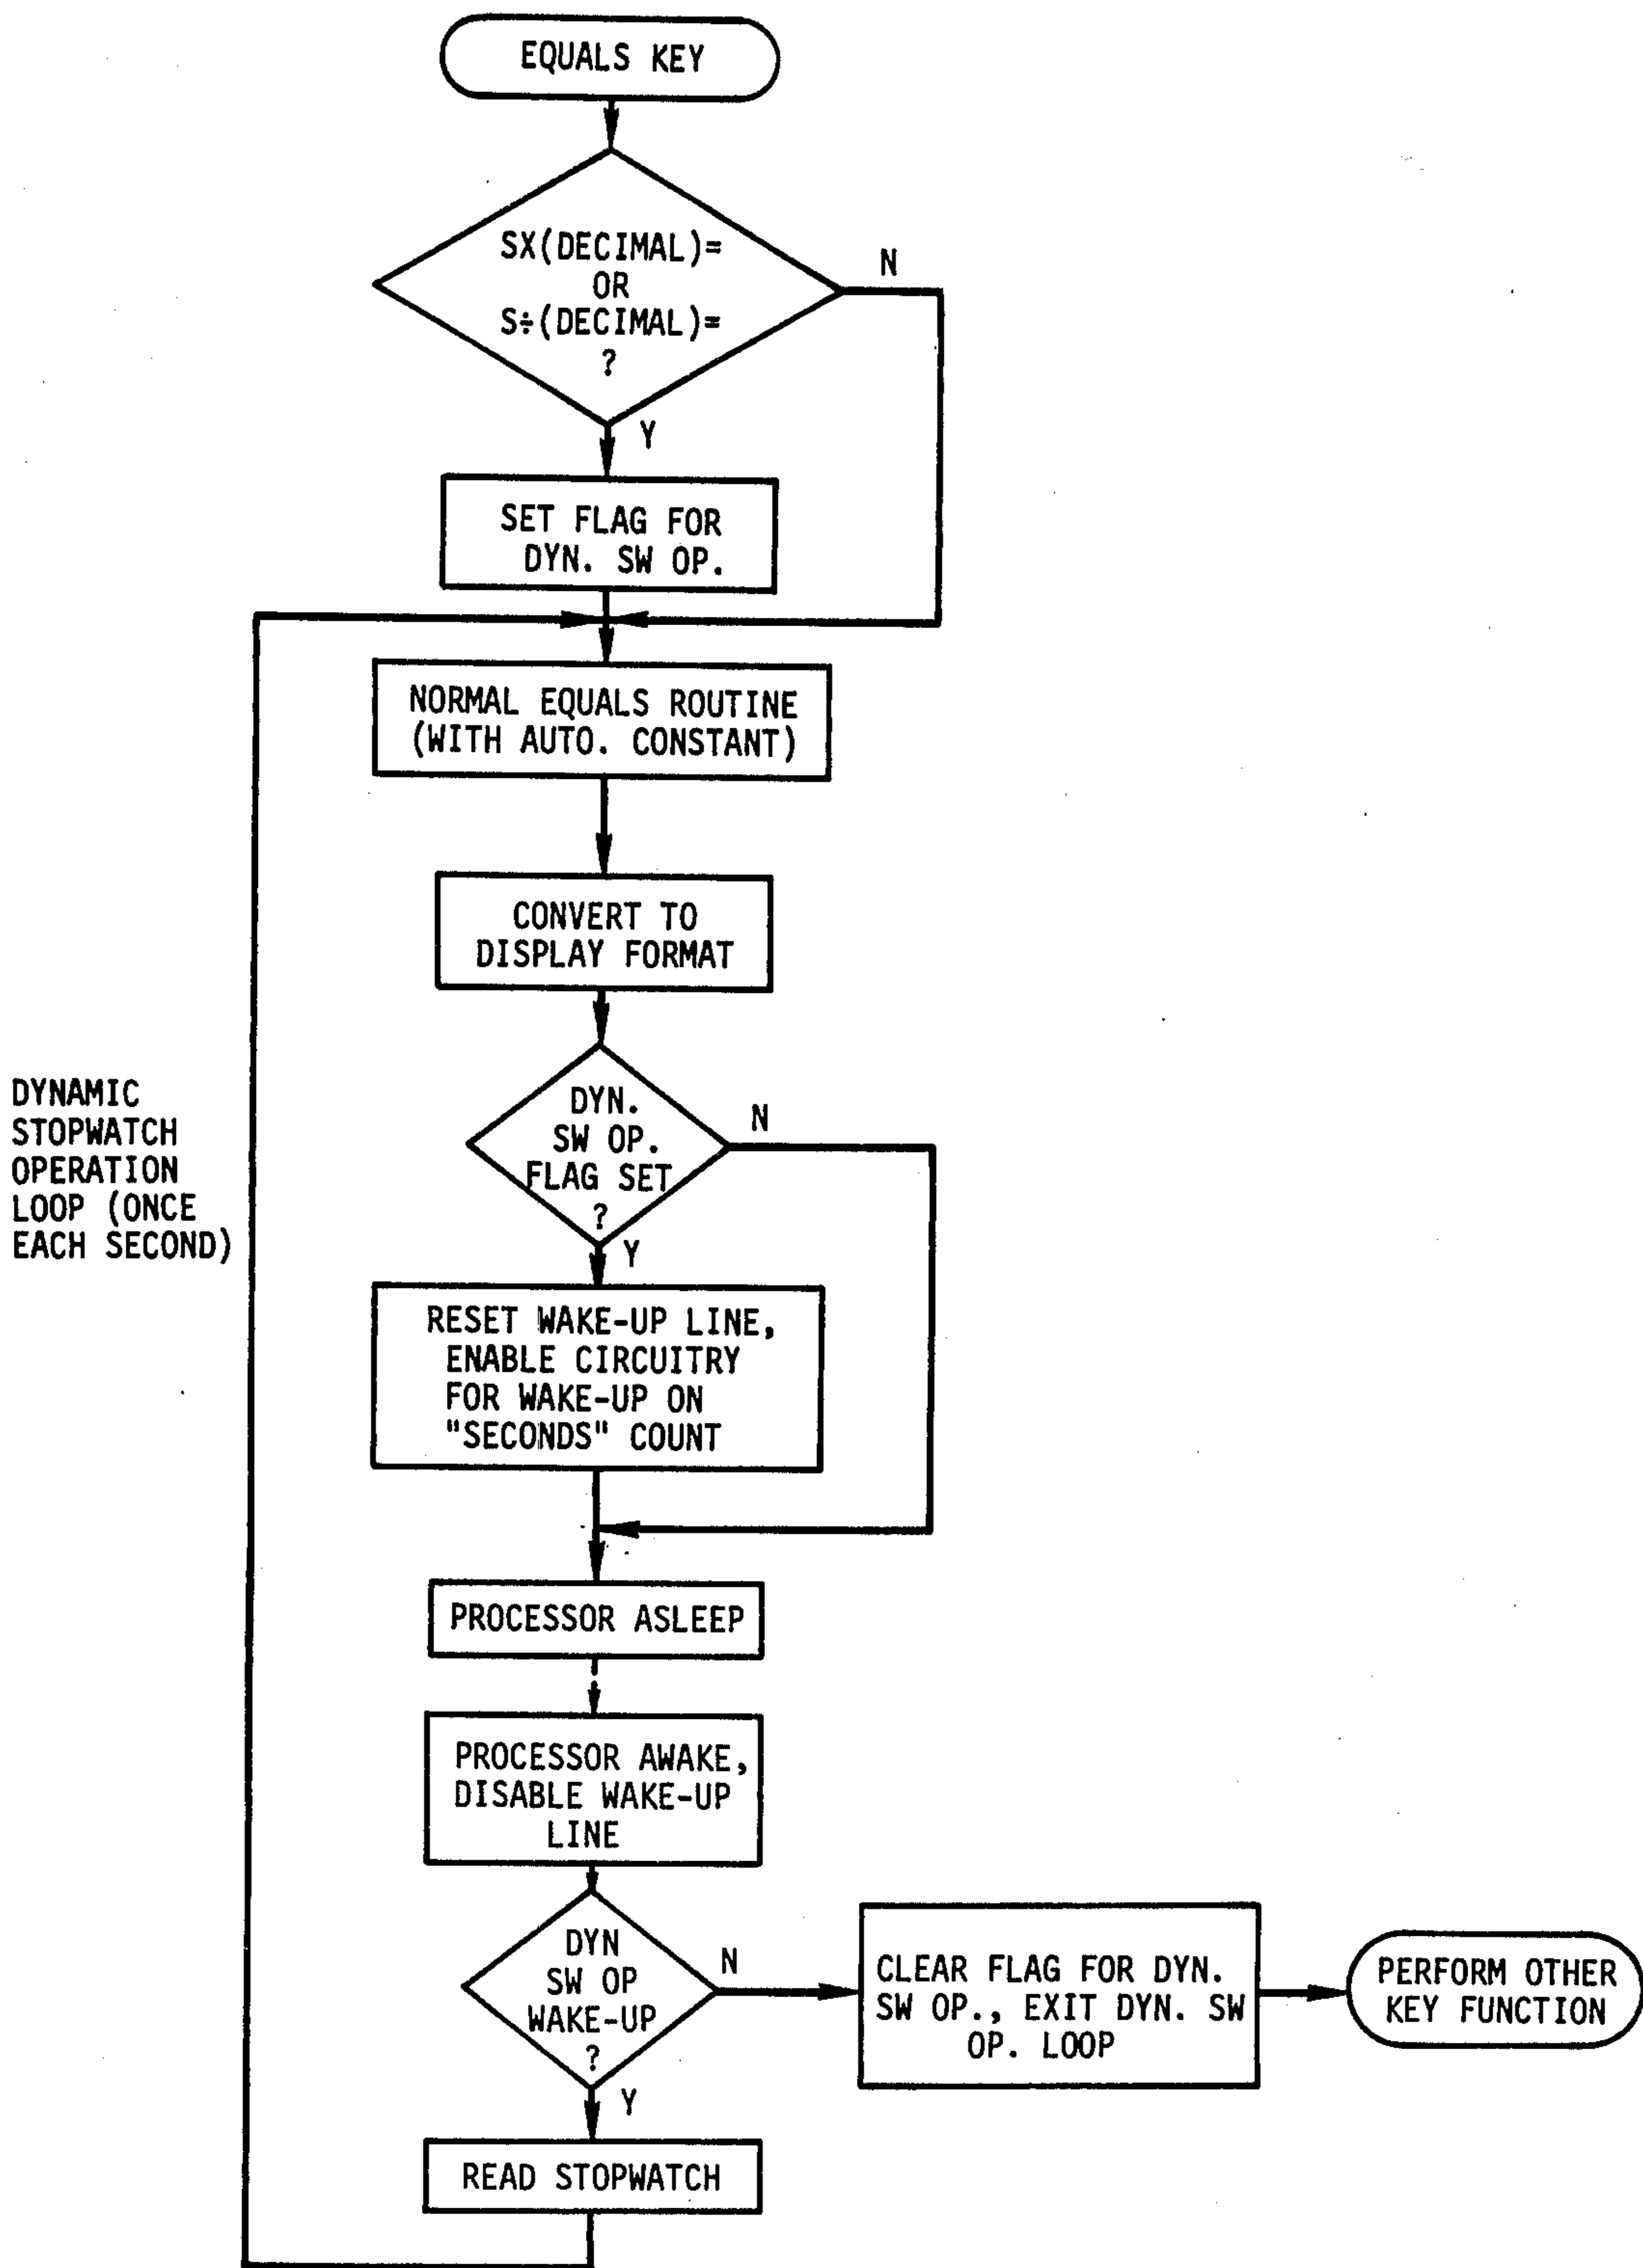 EQUALS KEY
SX(DECIMAL)=
OR
S÷(DECIMAL)=
?
N
Y
SET FLAG FOR
DYN. SW OP.
NORMAL EQUALS ROUTINE
(WITH AUTO. CONSTANT)
CONVERT TO
DISPLAY FORMAT
DYNAMIC
STOPWATCH
OPERATION
LOOP (ONCE
EACH SECOND)
DYN.
SW OP.
FLAG SET
?
N
Y
RESET WAKE-UP LINE,
ENABLE CIRCUITRY
FOR WAKE-UP ON
"SECONDS" COUNT
PROCESSOR ASLEEP
PROCESSOR AWAKE,
DISABLE WAKE-UP
LINE
DYN
SW OP
WAKE-UP
?
N
Y
CLEAR FLAG FOR DYN.
SW OP., EXIT DYN. SW
OP. LOOP
PERFORM OTHER
KEY FUNCTION
READ STOPWATCH